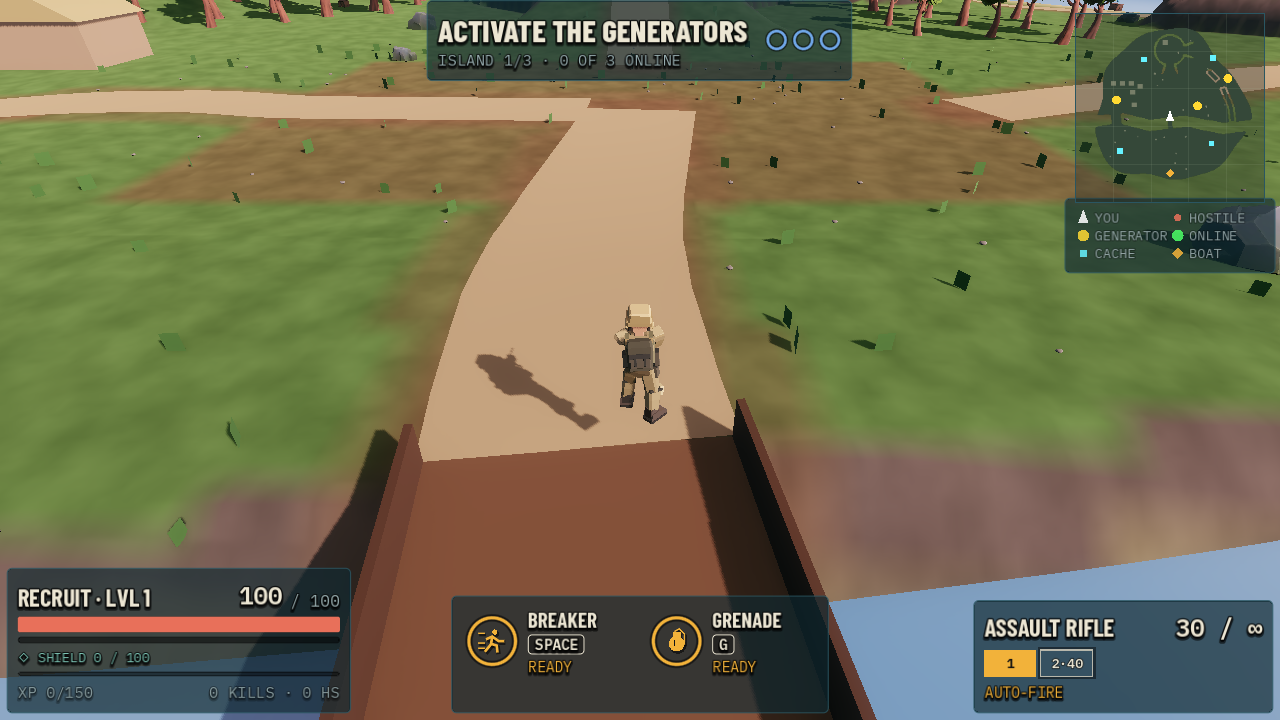 ACTIVATE THE GENERATORS
ISLAND 1/3 · 0 OF 3 ONLINE
YOU
HOSTILE
GENERATOR
ONLINE
CACHE
BOAT
RECRUIT · LVL 1
100 / 100
SHIELD 0 / 100
XP 0/150
0 KILLS · 0 HS
BREAKER
SPACE
READY
GRENADE
G
READY
ASSAULT RIFLE
30 / ∞
1
2·40
AUTO-FIRE